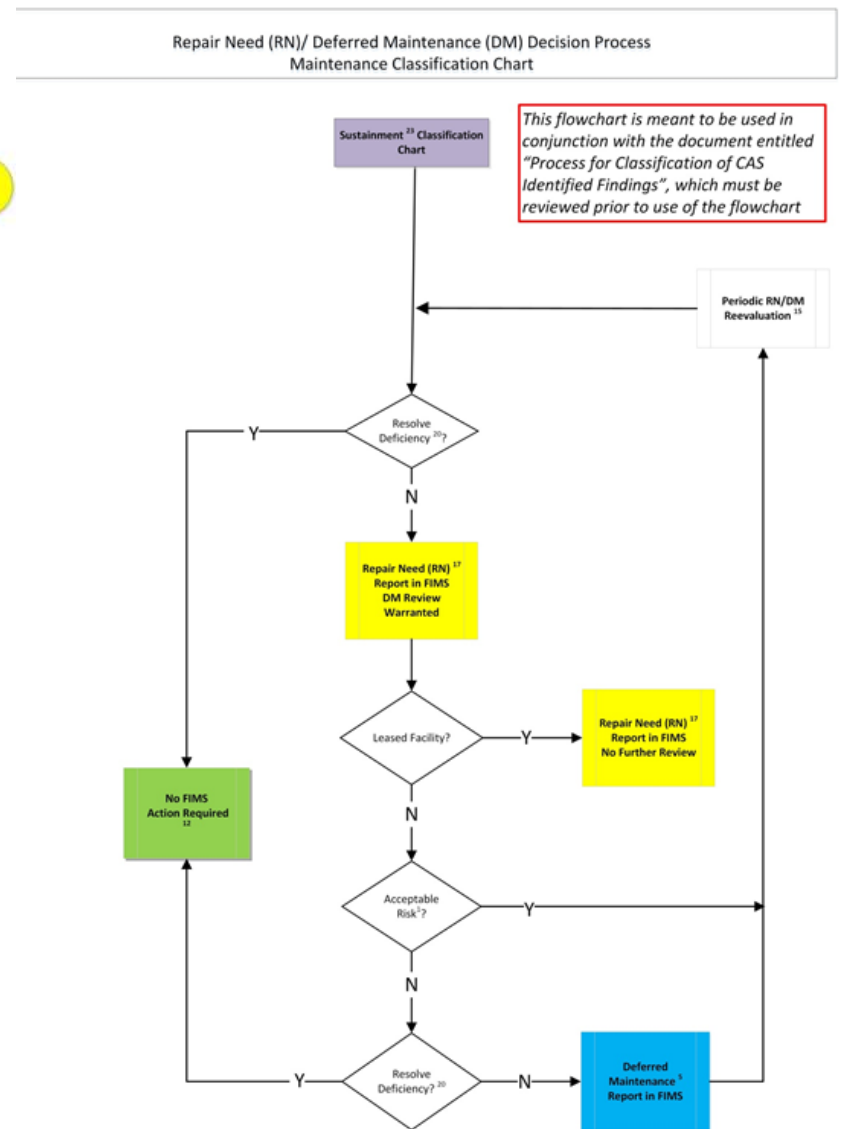 Repair Need (RN)/ Deferred Maintenance (DM) Decision Process
Maintenance Classification Chart
Sustainment 23 Classification
Chart
This flowchart is meant to be used in
conjunction with the document entitled
“Process for Classification of CAS
Identified Findings”, which must be
reviewed prior to use of the flowchart
Periodic RN/DM
Reevaluation 15
Resolve
Deficiency 20?
Y
N
Repair Need (RN) 17
Report in FIMS
DM Review
Warranted
Leased Facility?
Y
Repair Need (RN) 17
Report in FIMS
No Further Review
N
No FIMS
Action Required
12
Acceptable
Risk1?
Y
N
Resolve
Deficiency? 20
Y
N
Deferred
Maintenance 5
Report in FIMS